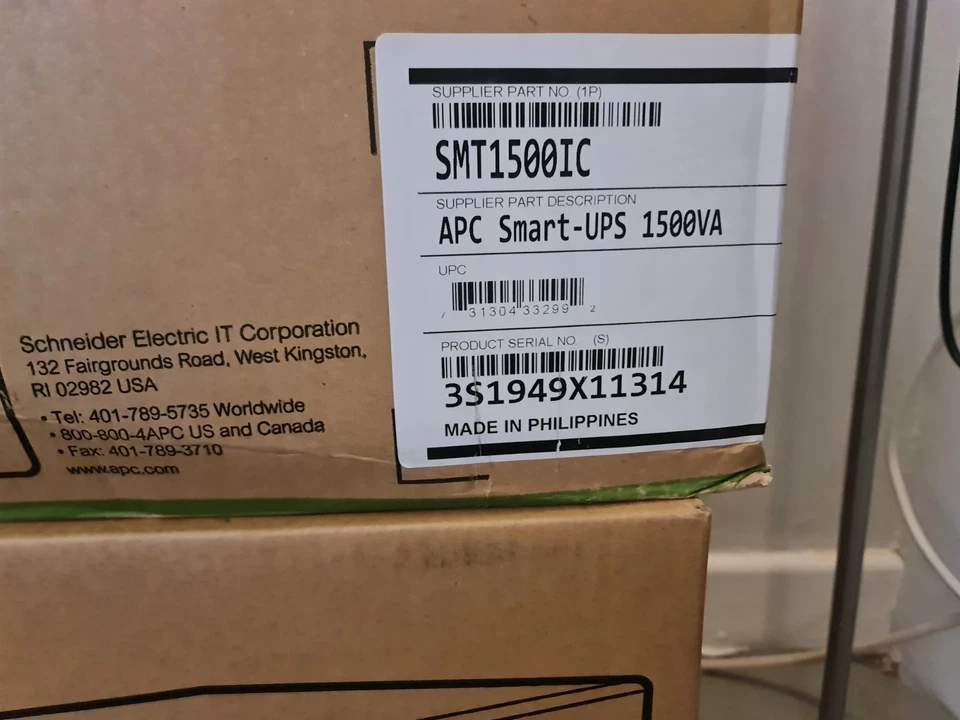 SUPPLIER PART NO (1P)
SMT1500IC
SUPPLIER PART DESCRIPTION
APC Smart-UPS 1500VA
UPC
7 31304 33299 2
PRODUCT SERIAL NO. (S)
3S1949X11314
MADE IN PHILIPPINES
Schneider Electric IT Corporation
132 Fairgrounds Road, West Kingston,
RI 02982 USA
• Tel: 401-789-5735 Worldwide
• 800-800-4APC US and Canada
• Fax: 401-789-3710
www.apc.com